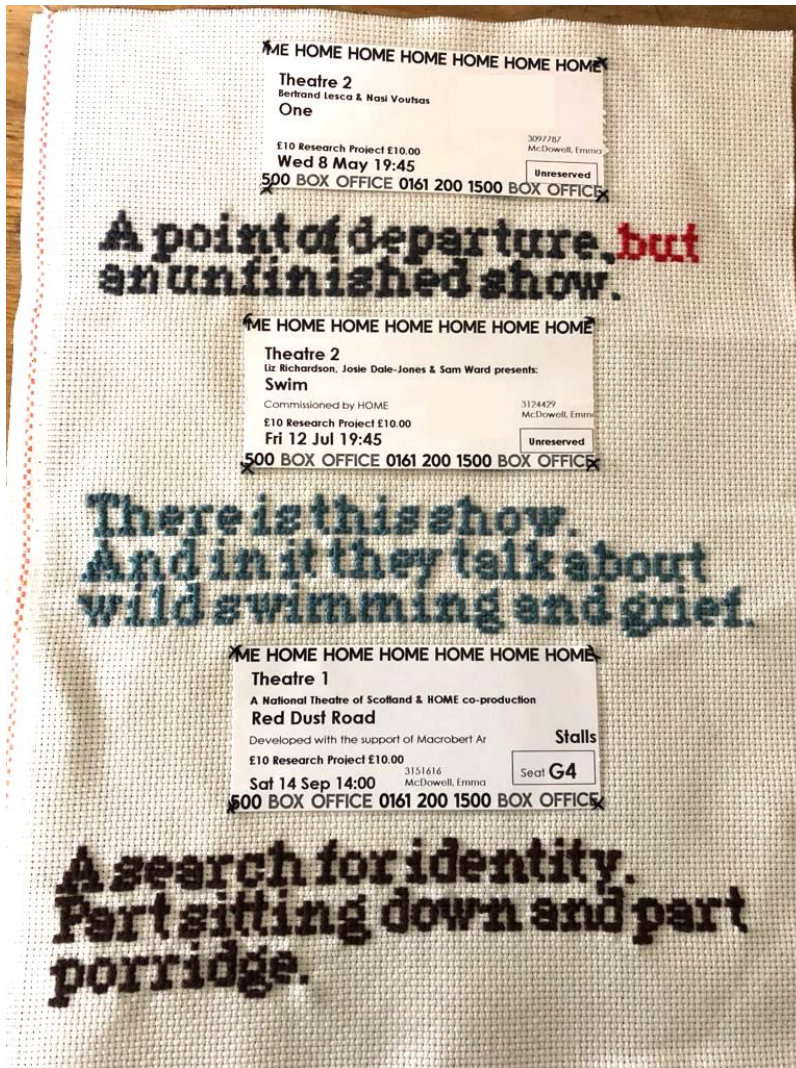 ME HOME HOME HOME HOME HOME HOME
Theatre 2
Bertrand Lesca & Nasi Voutsas
One
3097787
£10 Research Project £10.00
McDowell, Emma
Wed 8 May 19:45
Unreserved
500 BOX OFFICE 0161 200 1500 BOX OFFICE
A point of departure, but
an unfinished show.
ME HOME HOME HOME HOME HOME HOME
Theatre 2
Liz Richardson, Josie Dale-Jones & Sam Ward presents:
Swim
Commissioned by HOME
3124429
McDowell, Emm
£10 Research Project £10.00
Fri 12 Jul 19:45
Unreserved
500 BOX OFFICE 0161 200 1500 BOX OFFICE
There is this show.
And in it they talk about
wild swimming and grief.
ME HOME HOME HOME HOME HOME HOME
Theatre 1
A National Theatre of Scotland & HOME co-production
Red Dust Road
Developed with the support of Macrobert Ar
Stalls
£10 Research Project £10.00
3151616
Seat G4
Sat 14 Sep 14:00
McDowell, Emma
500 BOX OFFICE 0161 200 1500 BOX OFFICE
A search for identity.
Part sitting down and part
porridge.